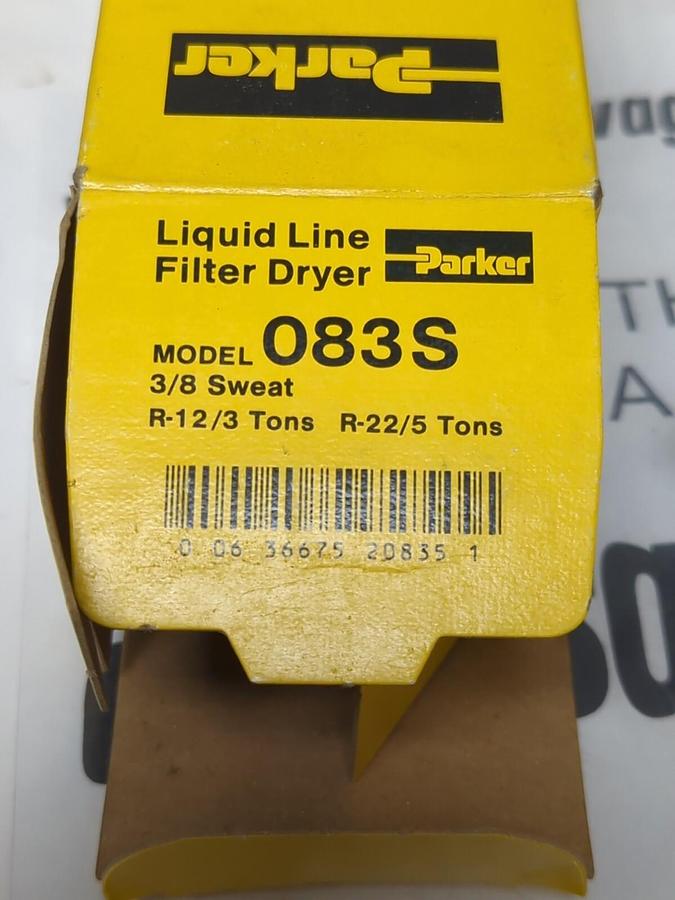 Parker
Liquid Line
Filter Dryer Parker
MODEL 083S
3/8 Sweat
R-12/3 Tons R-22/5 Tons
0 06 36675 20835 1